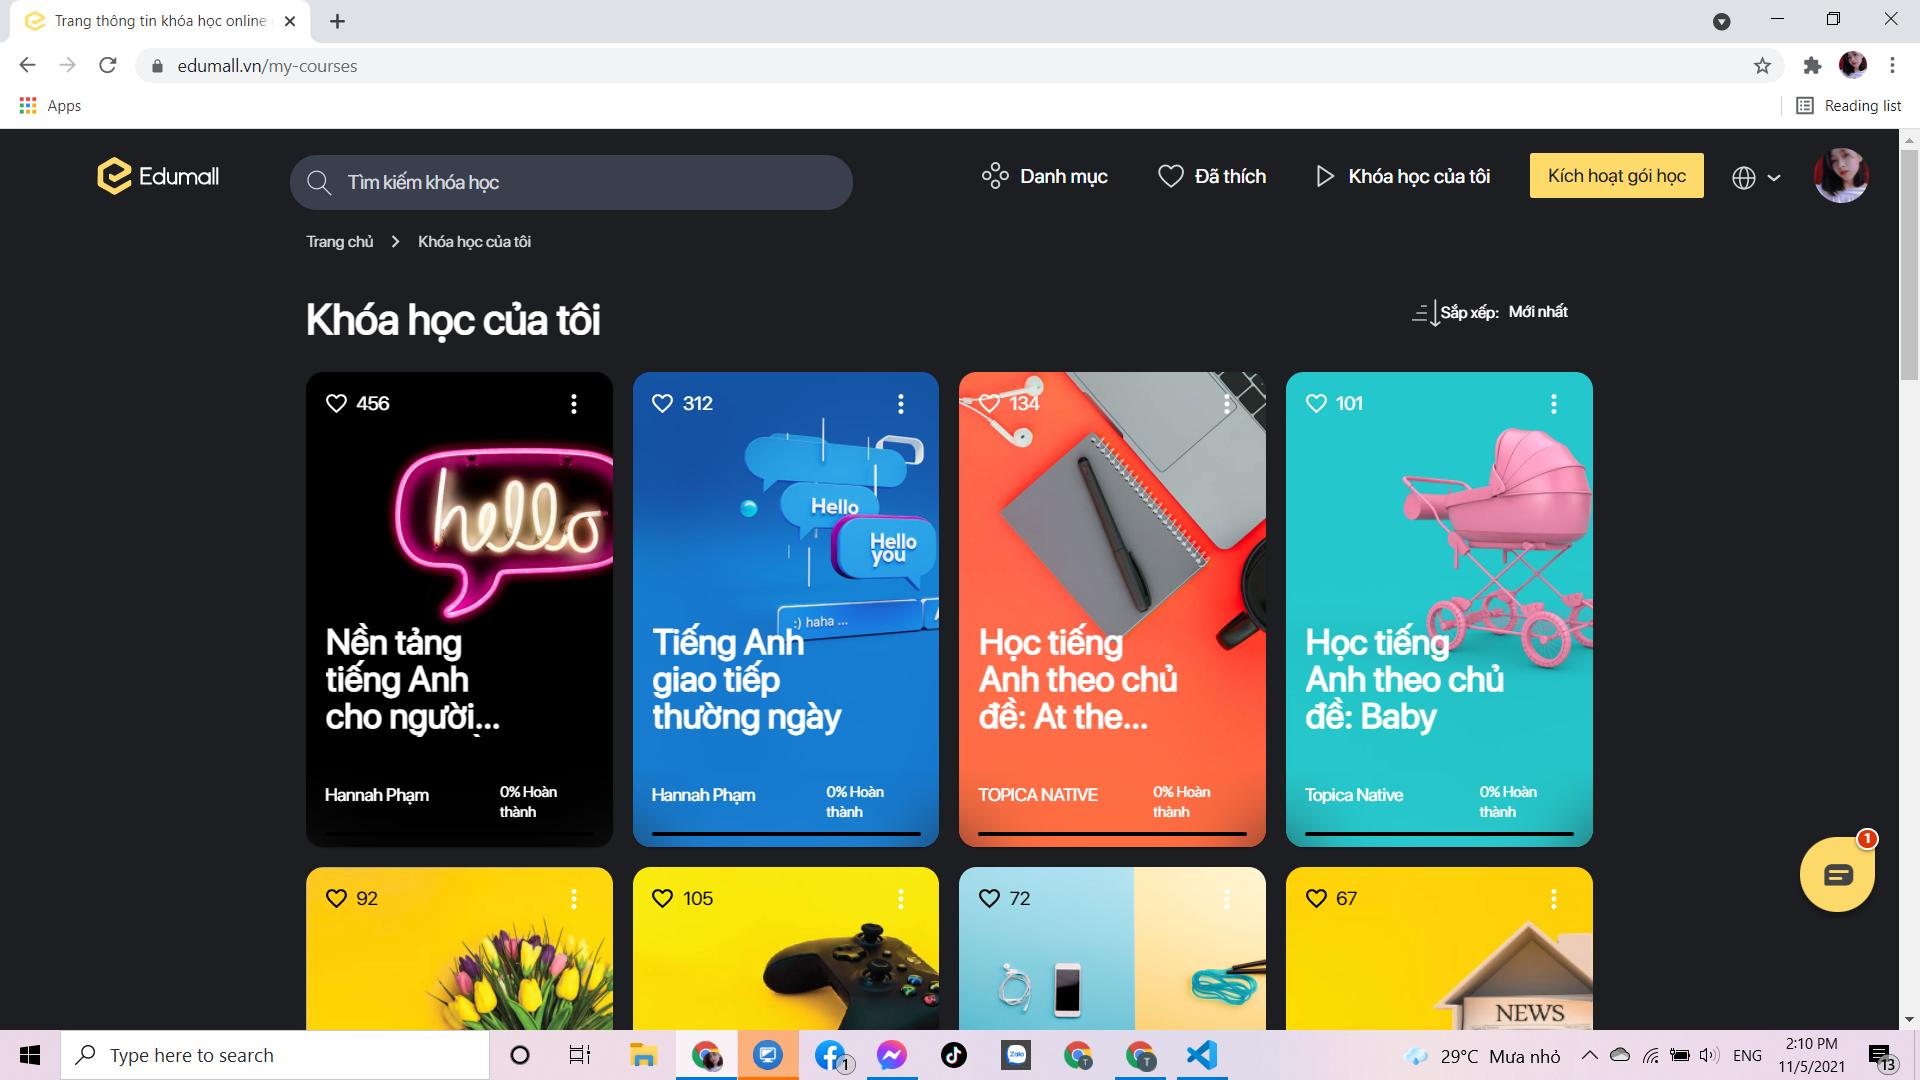 Trang thông tin khóa học online
edumall.vn/my-courses
Apps
Reading list
Edumall
Tìm kiếm khóa học
Danh mục
Đã thích
Khóa học của tôi
Kích hoạt gói học
Trang chủ
Khóa học của tôi
Khóa học của tôi
Sắp xếp: Mới nhất
456
hello
Nền tảng
tiếng Anh
cho người...
Hannah Phạm
0% Hoàn
thành
312
Hello
Hello
you
:) haha ...
Tiếng Anh
giao tiếp
thường ngày
Hannah Phạm
0% Hoàn
thành
134
Học tiếng
Anh theo chủ
đề: At the...
TOPICA NATIVE
0% Hoàn
thành
101
Học tiếng
Anh theo chủ
đề: Baby
Topica Native
0% Hoàn
thành
1
92
105
72
67
NEWS
Type here to search
1
Zalo
T
T
29°C Mưa nhỏ
ENG
2:10 PM
11/5/2021
13